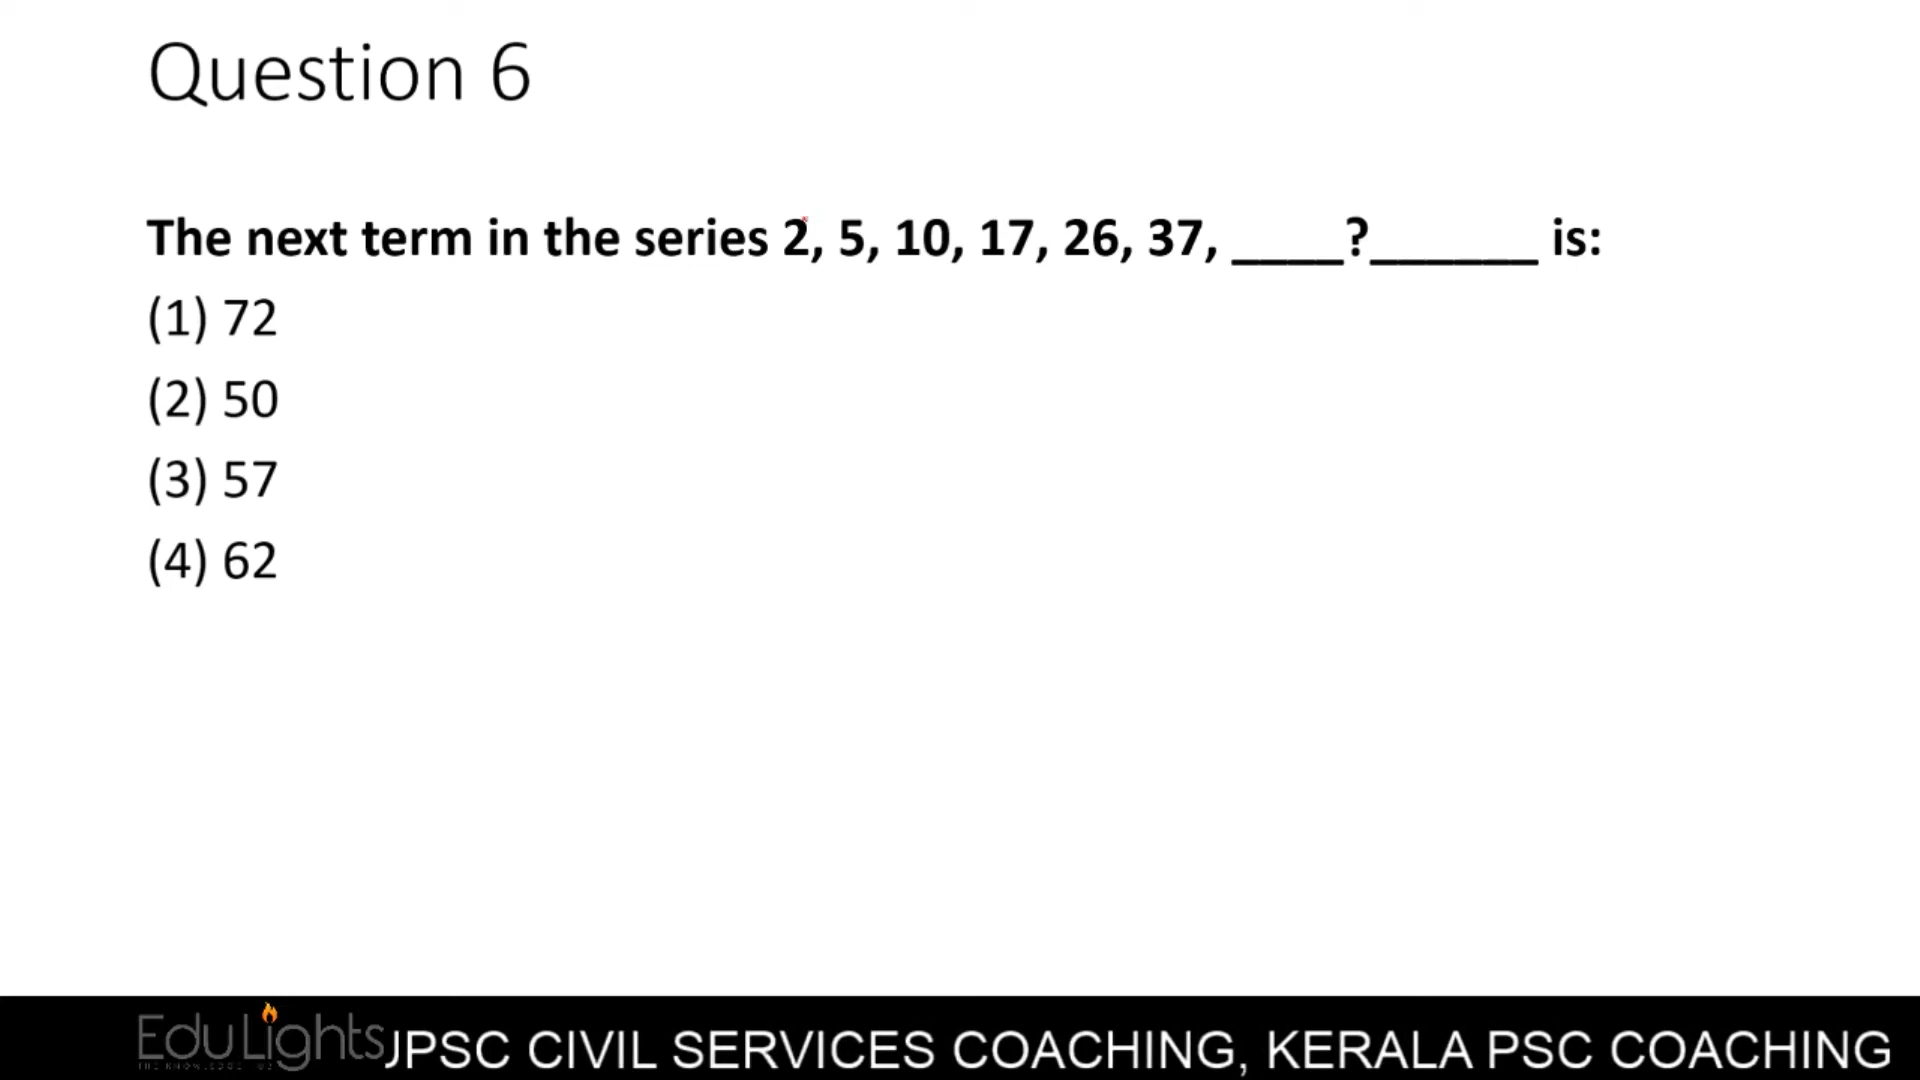 Question 6
The next term in the series 2, 5, 10, 17, 26, 37, ____?______ is:
(1) 72
(2) 50
(3) 57
(4) 62
EduLights
JPSC CIVIL SERVICES COACHING, KERALA PSC COACHING